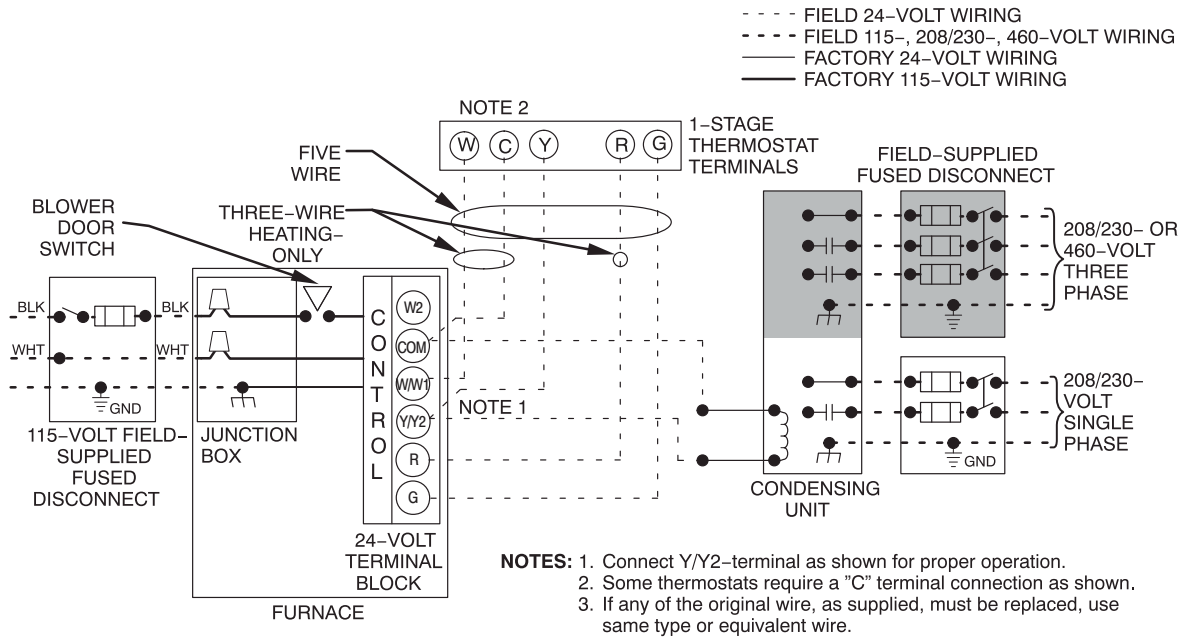 FIELD 24-VOLT WIRING
FIELD 115-, 208/230-, 460-VOLT WIRING
FACTORY 24-VOLT WIRING
FACTORY 115-VOLT WIRING
NOTE 2
W C Y R G
1-STAGE
THERMOSTAT
TERMINALS
FIVE
WIRE
THREE-WIRE
HEATING-
ONLY
BLOWER
DOOR
SWITCH
FIELD-SUPPLIED
FUSED DISCONNECT
208/230- OR
460-VOLT
THREE
PHASE
BLK
BLK
WHT
WHT
GND
115-VOLT FIELD-
SUPPLIED
FUSED
DISCONNECT
JUNCTION
BOX
CONTROL
W2
COM
W/W1
Y/Y2
R
G
NOTE 1
24-VOLT
TERMINAL
BLOCK
FURNACE
208/230-
VOLT
SINGLE
PHASE
GND
CONDENSING
UNIT
NOTES: 1. Connect Y/Y2-terminal as shown for proper operation.
2. Some thermostats require a "C" terminal connection as shown.
3. If any of the original wire, as supplied, must be replaced, use
same type or equivalent wire.